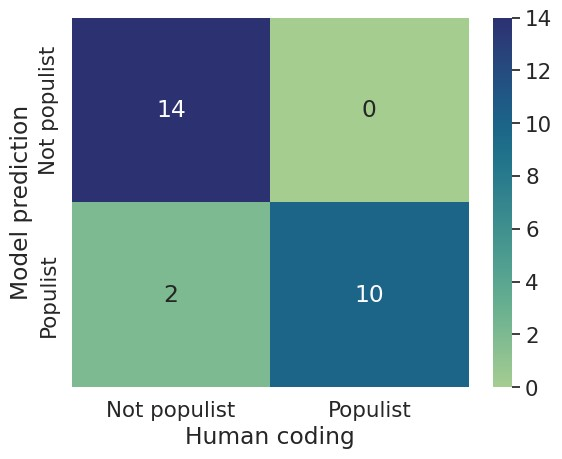 Model prediction
Not populist
Populist
14
0
2
10
Not populist
Populist
Human coding
14
12
10
8
6
4
2
0